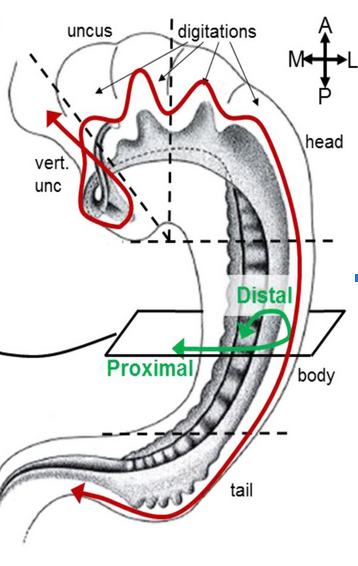 uncus
digitations
A
M
L
P
head
vert.
unc
Distal
Proximal
body
tail